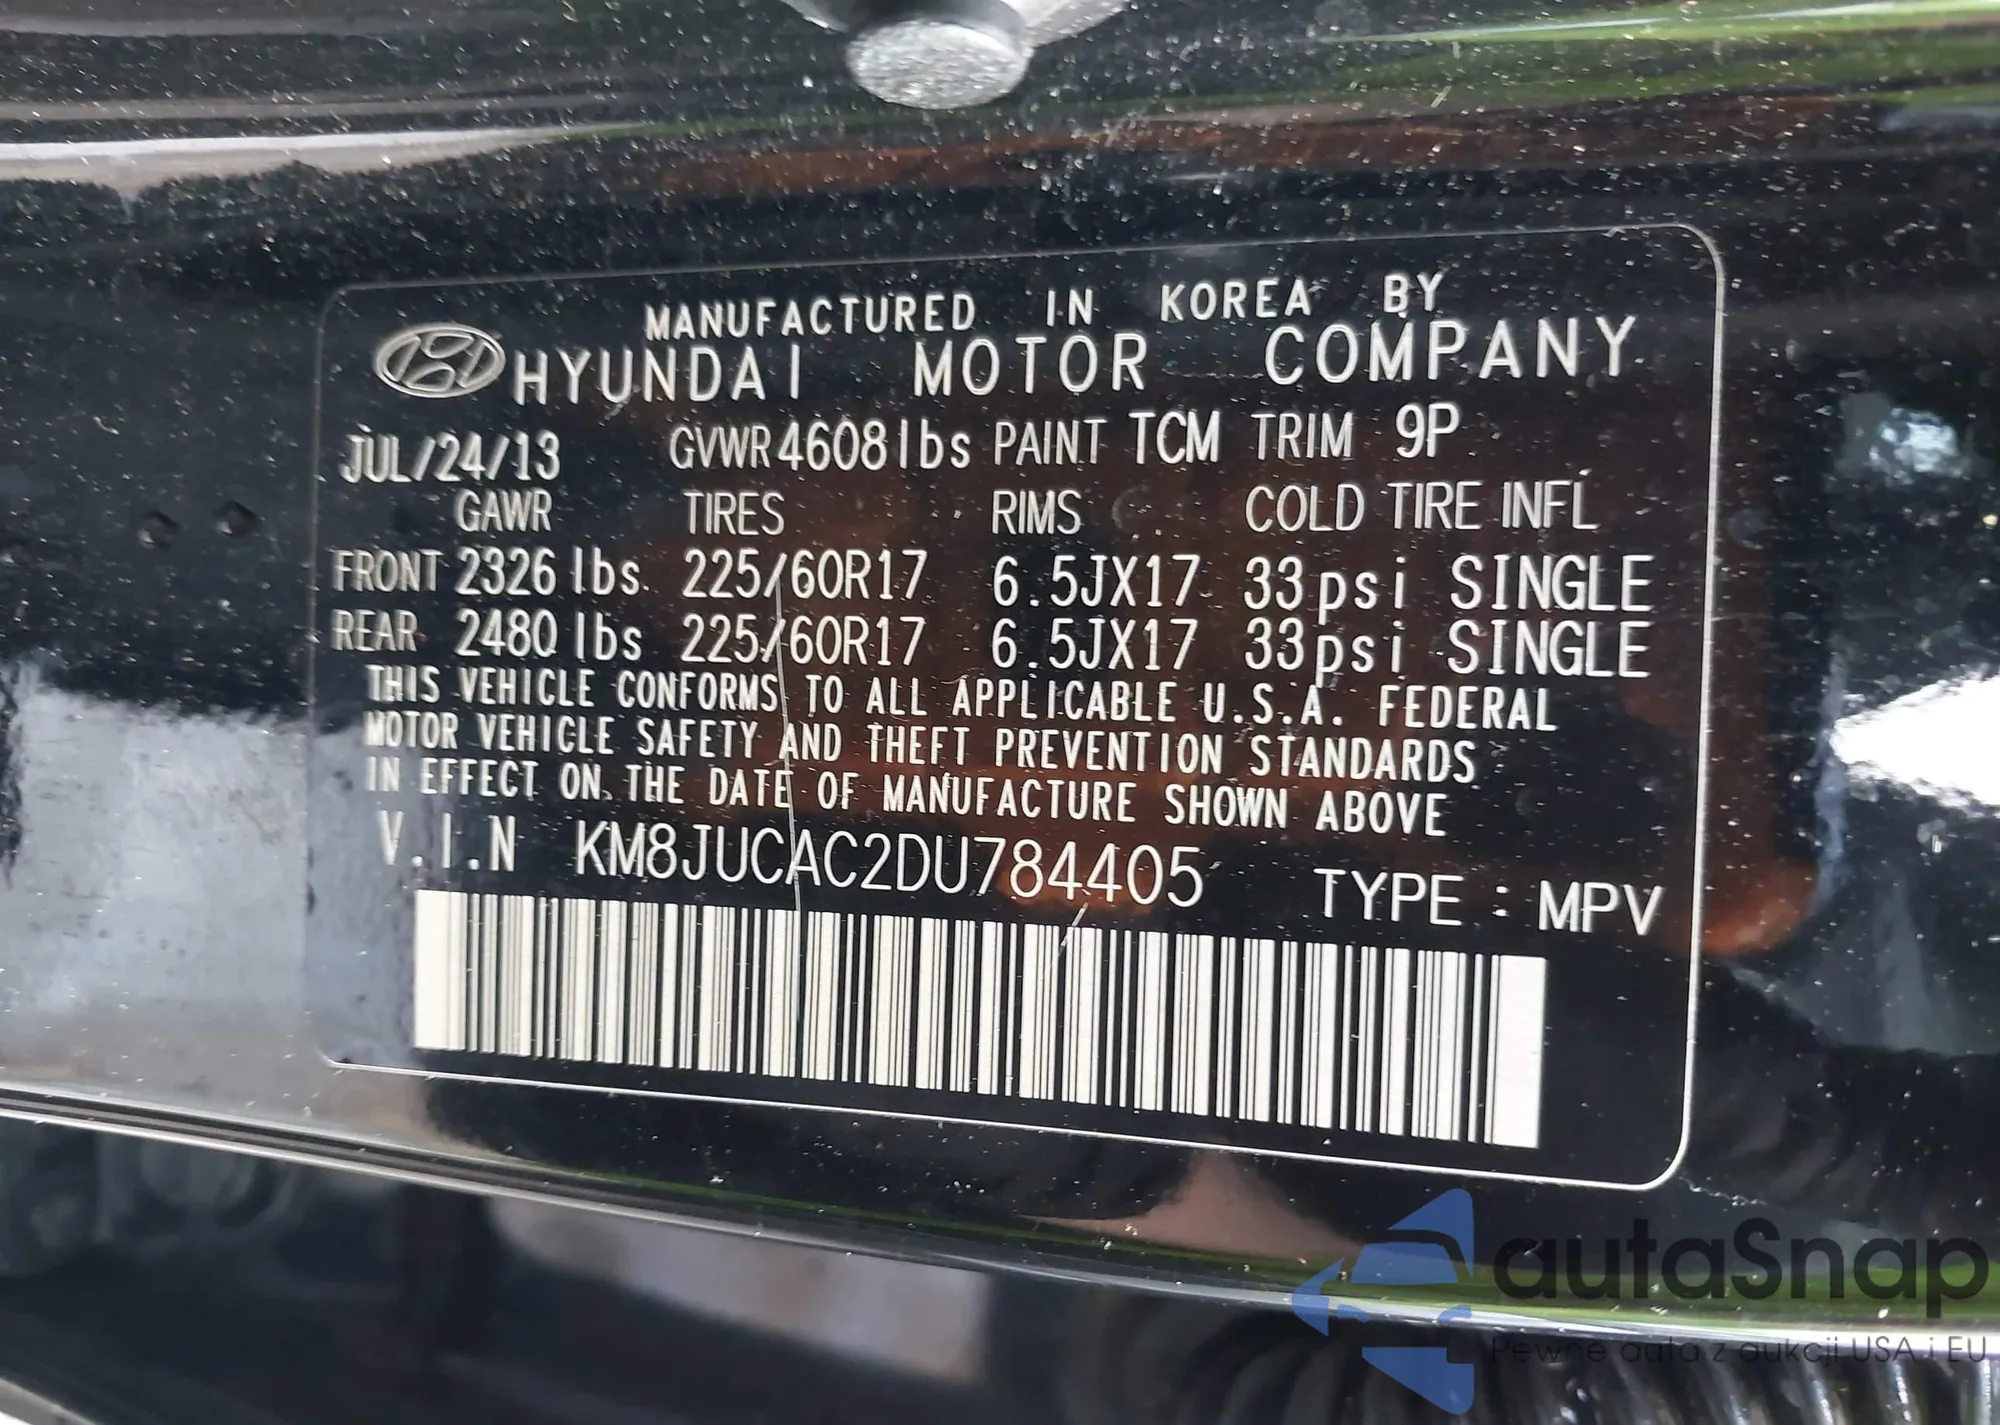 MANUFACTURED IN KOREA BY
HYUNDAI MOTOR COMPANY
JUL/24/13 GVWR 4608 lbs PAINT TCM TRIM 9P
GAWR TIRES RIMS COLD TIRE INFL
FRONT 2326 lbs. 225/60R17 6.5JX17 33psi SINGLE
REAR 2480 lbs 225/60R17 6.5JX17 33psi SINGLE
THIS VEHICLE CONFORMS TO ALL APPLICABLE U.S.A. FEDERAL
MOTOR VEHICLE SAFETY AND THEFT PREVENTION STANDARDS
IN EFFECT ON THE DATE OF MANUFACTURE SHOWN ABOVE
V.I.N KM8JUCAC2DU784405 TYPE : MPV
autaSnap
Pewne auta z aukcji USA i EU